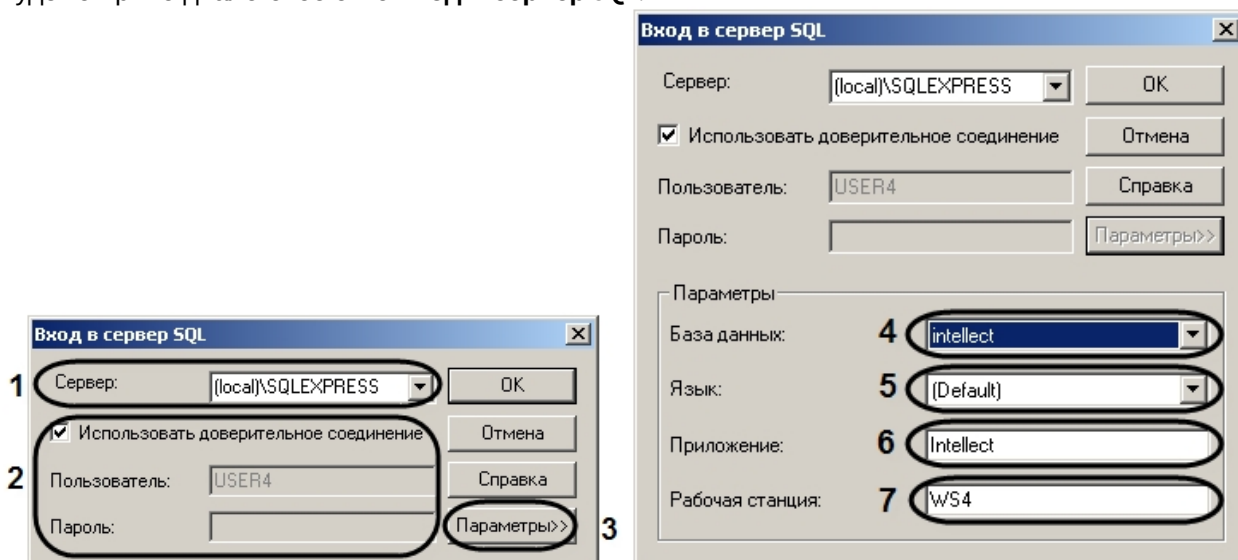 Вход в сервер SQL
Сервер: (local)\SQLEXPRESS OK
Использовать доверительное соединение Отмена
Пользователь: USER4 Справка
Пароль: Параметры>>
Параметры
База данных: 4 intellect
Язык: 5 (Default)
Приложение: 6 Intellect
Рабочая станция: 7 WS4
Вход в сервер SQL
1 Сервер: (local)\SQLEXPRESS OK
Использовать доверительное соединение Отмена
2 Пользователь: USER4 Справка
Пароль: Параметры>> 3